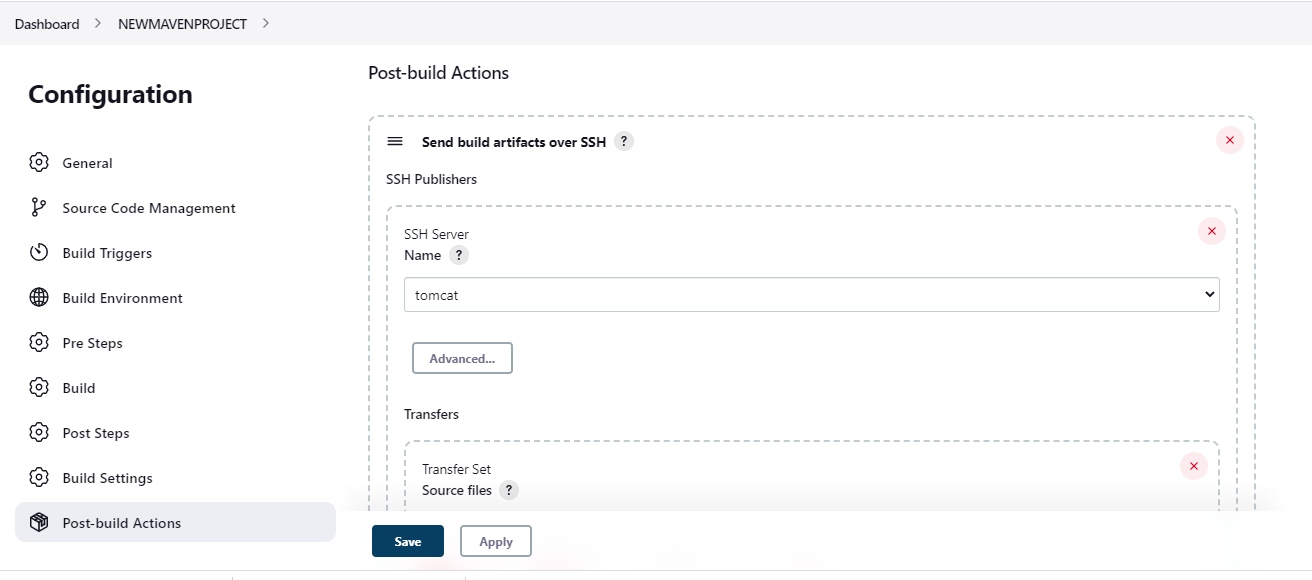 Dashboard > NEWMAVENPROJECT >
Configuration
General
Source Code Management
Build Triggers
Build Environment
Pre Steps
Build
Post Steps
Build Settings
Post-build Actions
Post-build Actions
Send build artifacts over SSH ?
SSH Publishers
SSH Server
Name ?
tomcat
Advanced...
Transfers
Transfer Set
Source files ?
Save Apply